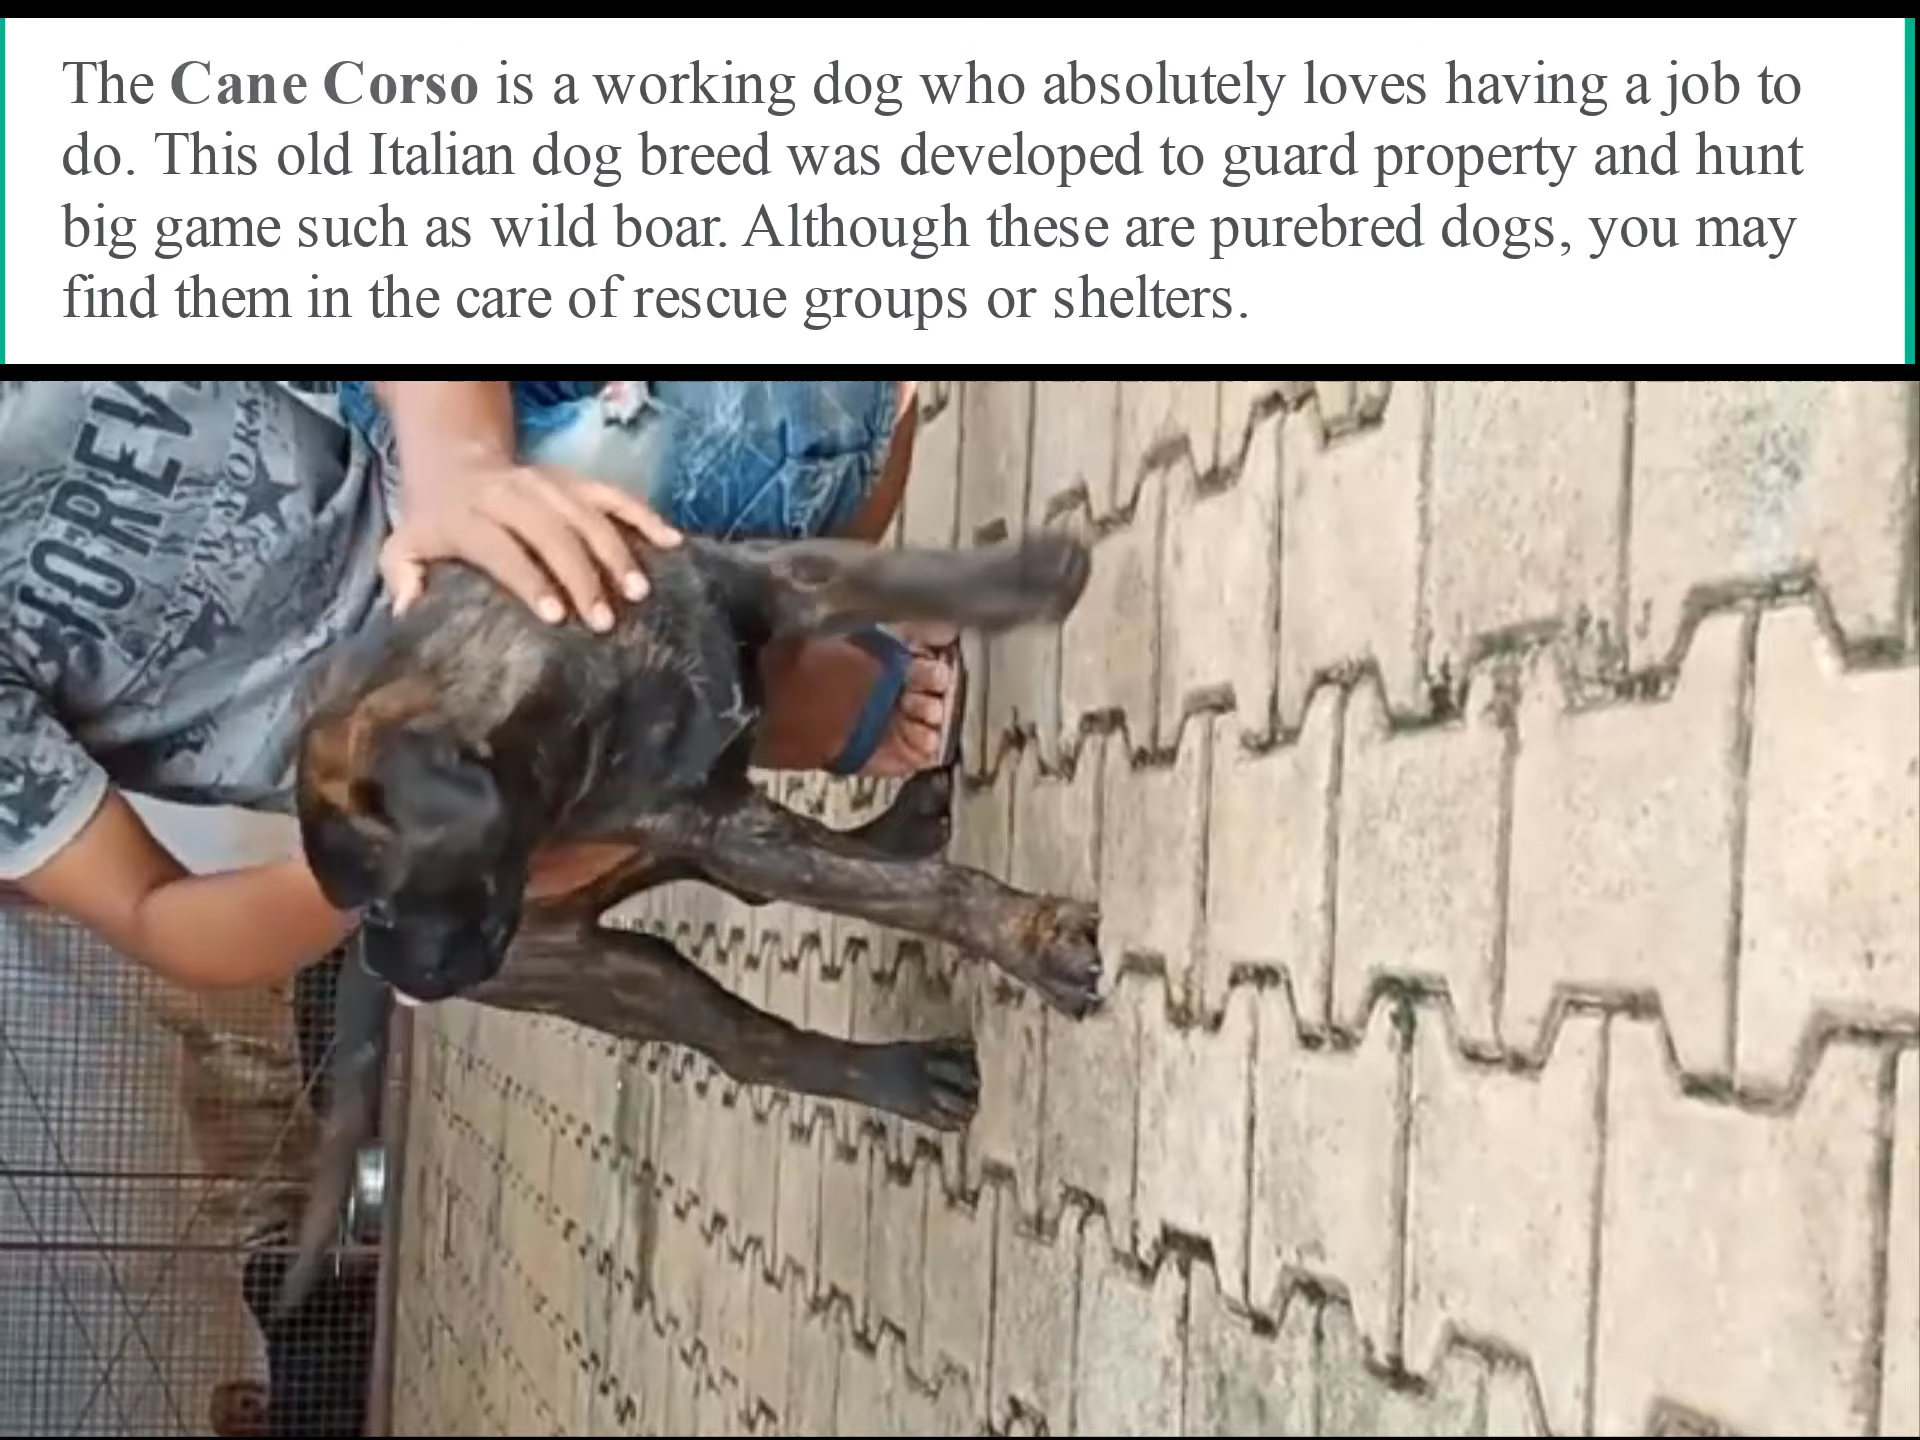 The Cane Corso is a working dog who absolutely loves having a job to
do. This old Italian dog breed was developed to guard property and hunt
big game such as wild boar. Although these are purebred dogs, you may
find them in the care of rescue groups or shelters.
NEW YORK